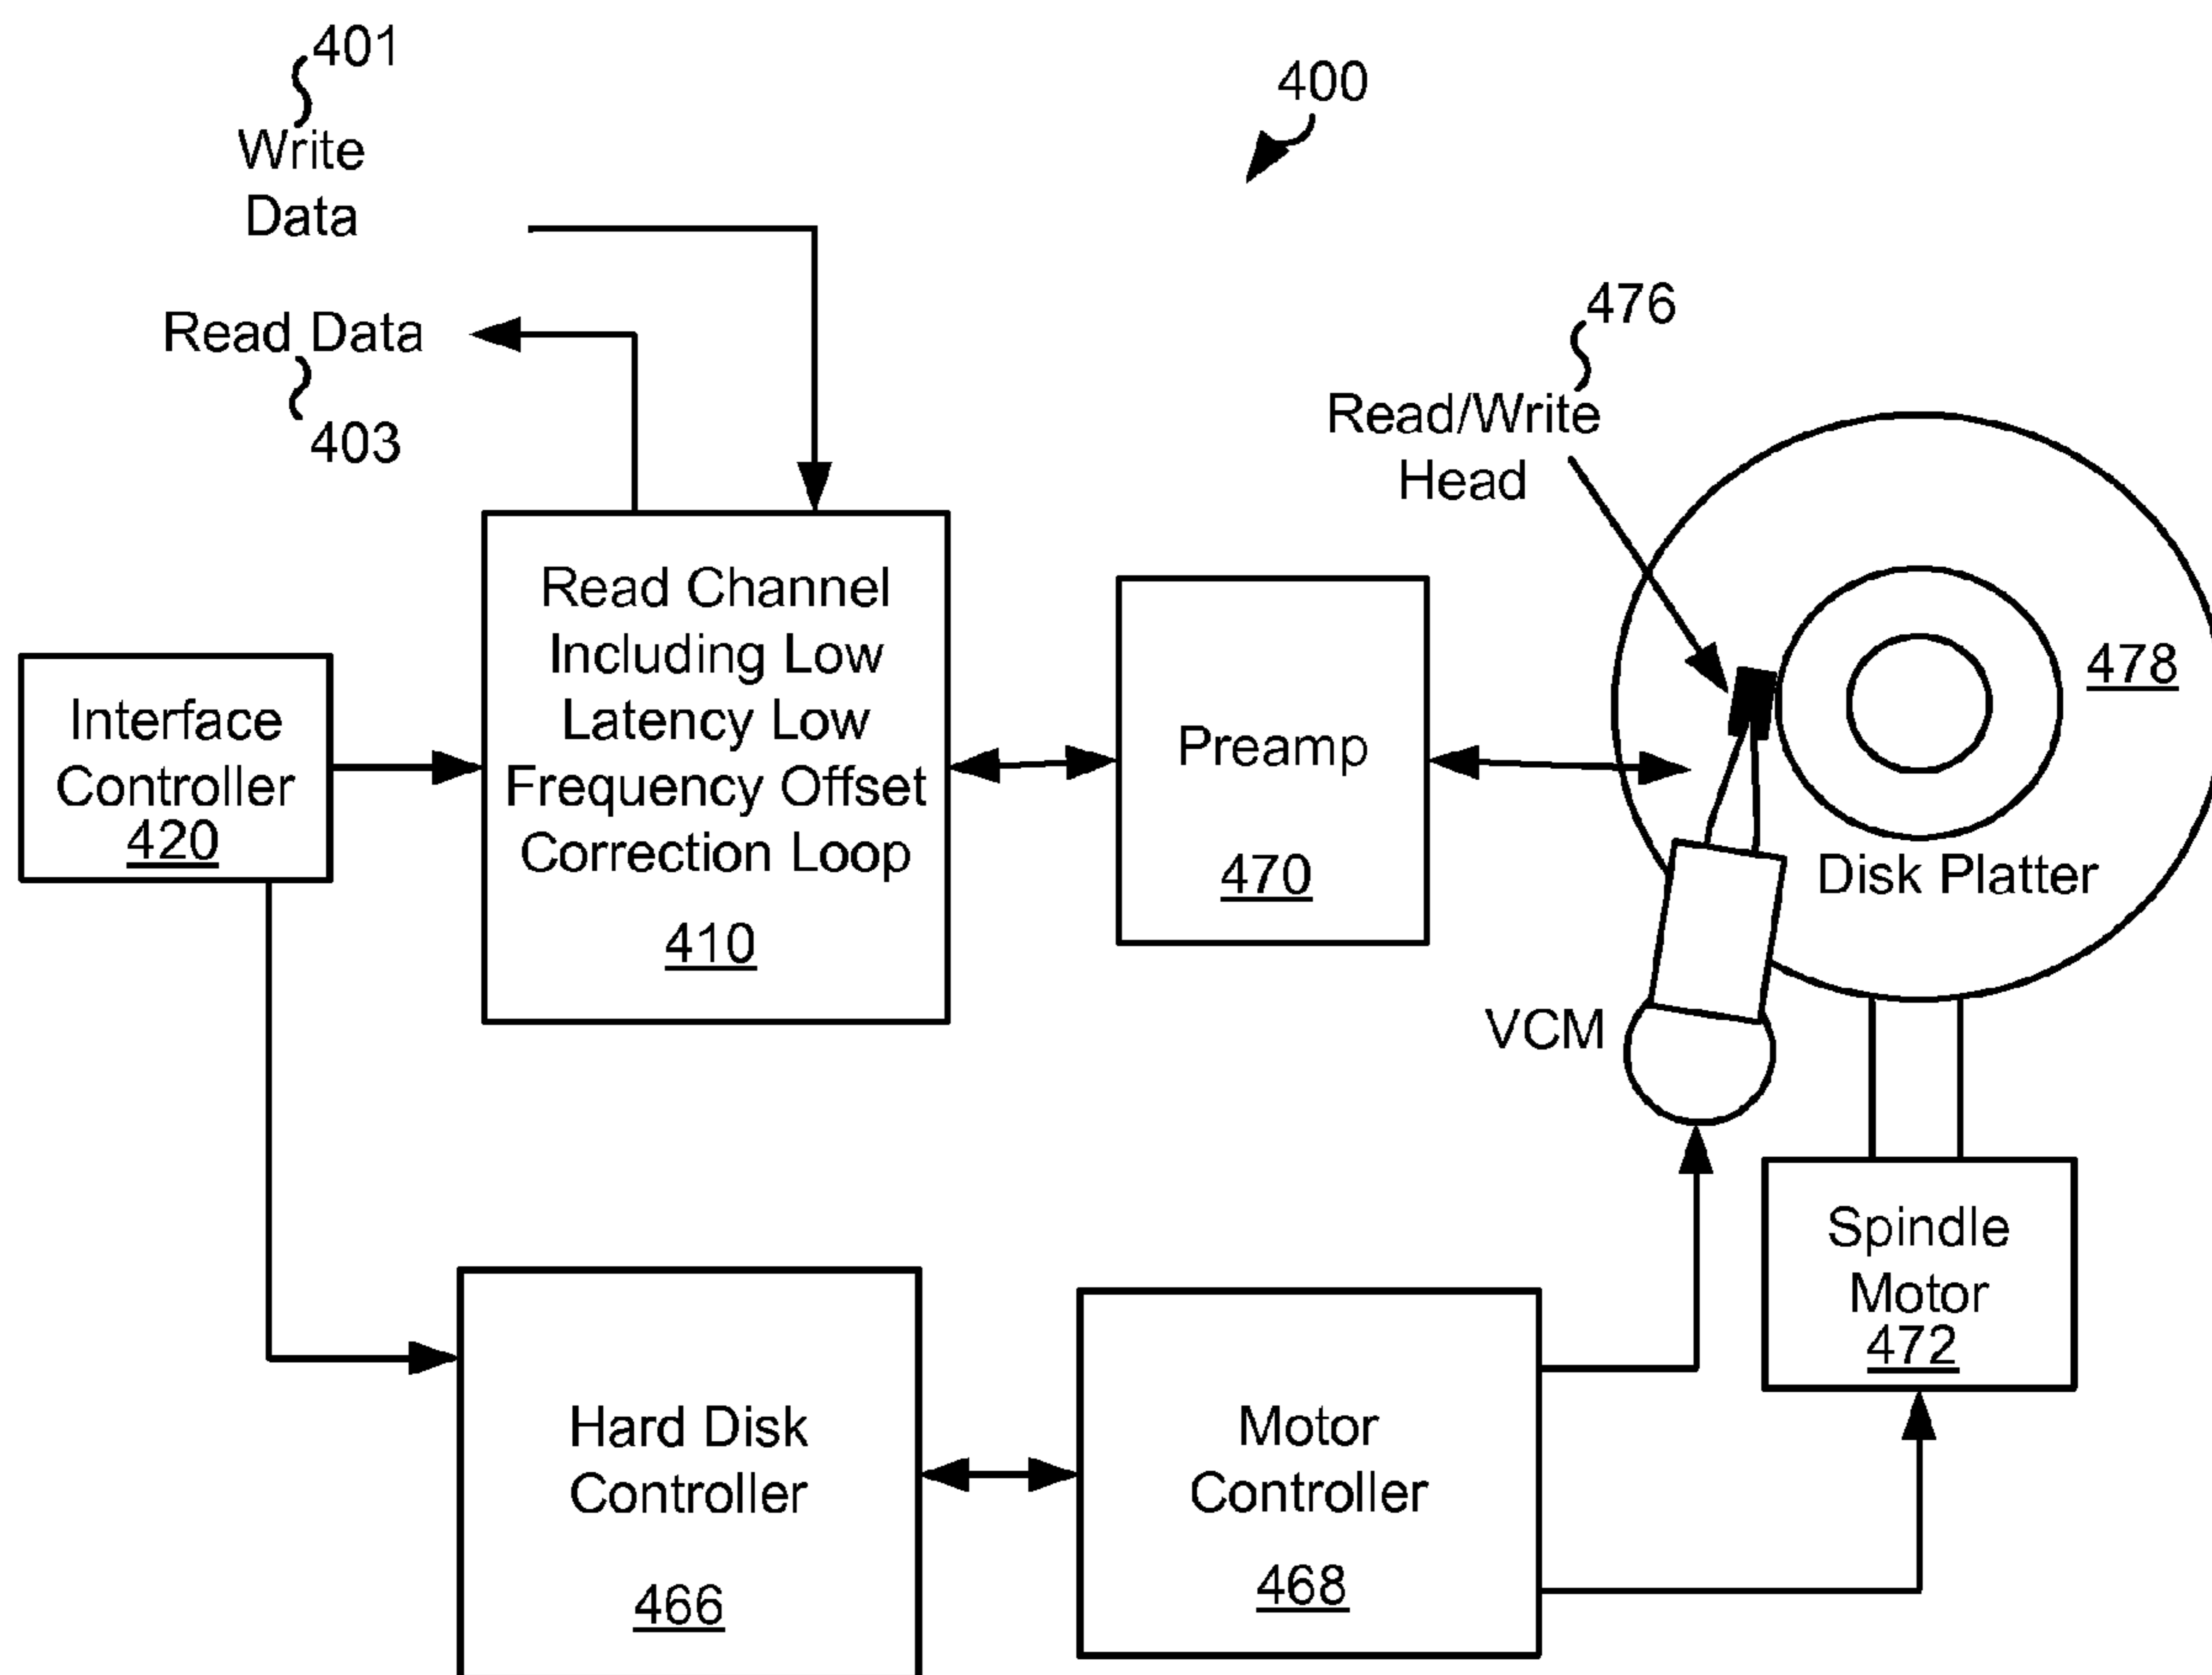 401
Write
Data
400
Read Data
403
476
Read/Write
Head
Read Channel
Including Low
Latency Low
Frequency Offset
Correction Loop
410
Interface
Controller
420
Preamp
470
478
Disk Platter
VCM
Spindle
Motor
472
Hard Disk
Controller
466
Motor
Controller
468